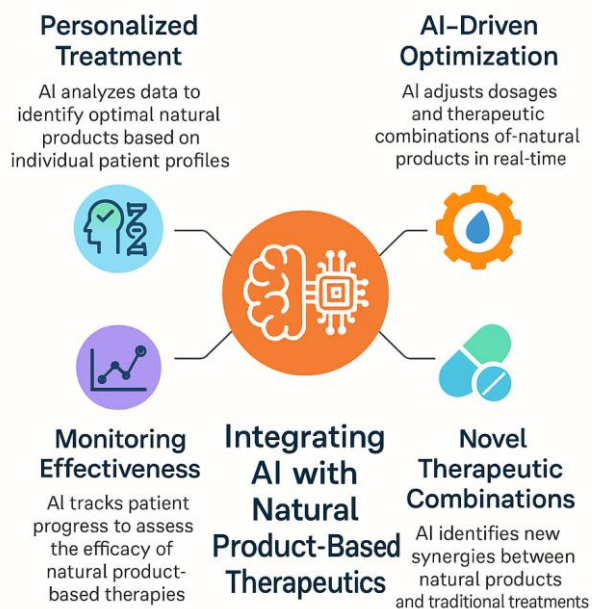 Personalized
Treatment
AI analyzes data to
identify optimal natural
products based on
individual patient profiles
AI-Driven
Optimization
AI adjusts dosages
and therapeutic
combinations of-natural
products in real-time
Monitoring
Effectiveness
AI tracks patient
progress to assess
the efficacy of
natural product-
based therapies
Integrating
AI with
Natural
Product-Based
Therapeutics
Novel
Therapeutic
Combinations
AI identifies new
synergies between
natural products
and traditional treatments